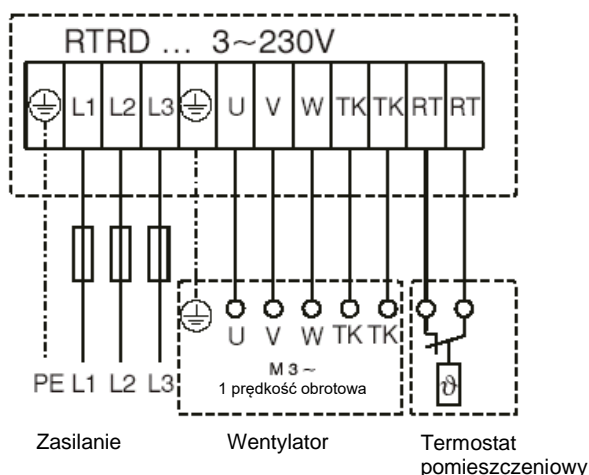 RTRD ... 3~230V
L1 L2 L3 U V W TK TK RT RT
U V W TK TK
M 3 ~
1 prędkość obrotowa
ϑ
PE L1 L2 L3
Zasilanie Wentylator Termostat
pomieszczeniowy